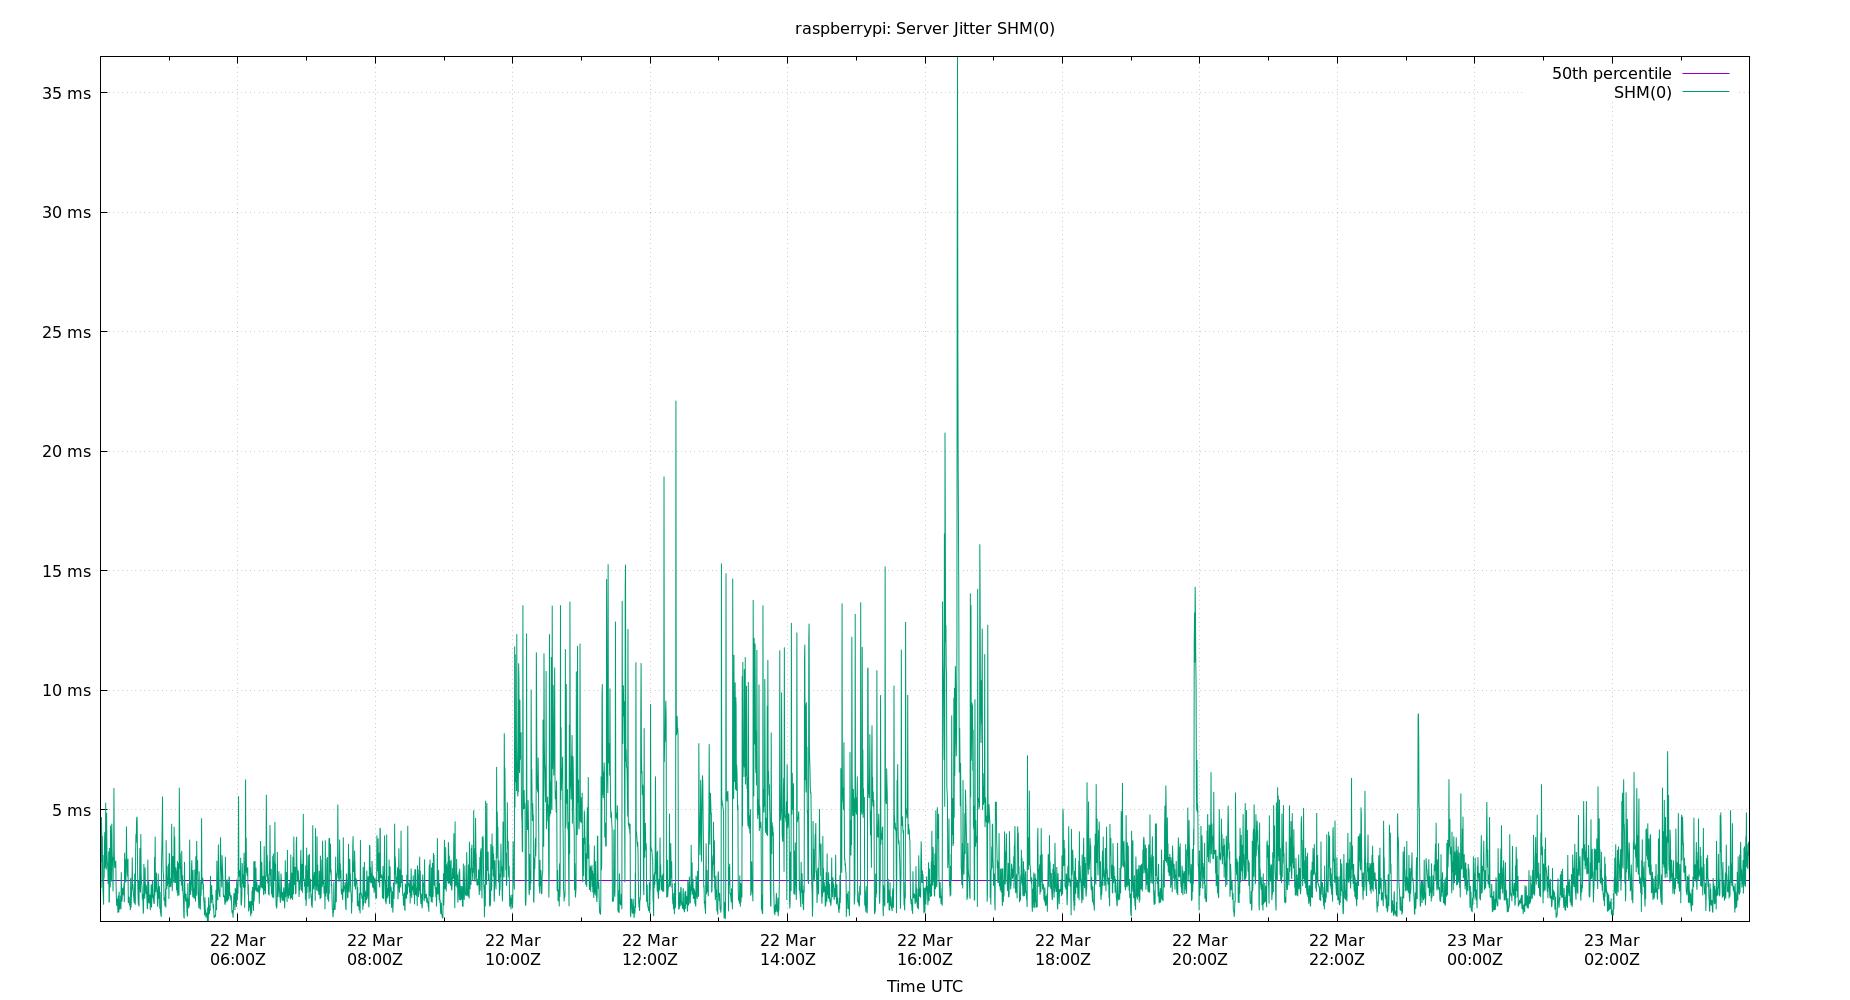 raspberrypi: Server Jitter SHM(0)
50th percentile
SHM(0)
35 ms
30 ms
25 ms
20 ms
15 ms
10 ms
5 ms
22 Mar 22 Mar 22 Mar 22 Mar 22 Mar 22 Mar 22 Mar 22 Mar 22 Mar 23 Mar 23 Mar
06:00Z 08:00Z 10:00Z 12:00Z 14:00Z 16:00Z 18:00Z 20:00Z 22:00Z 00:00Z 02:00Z
Time UTC